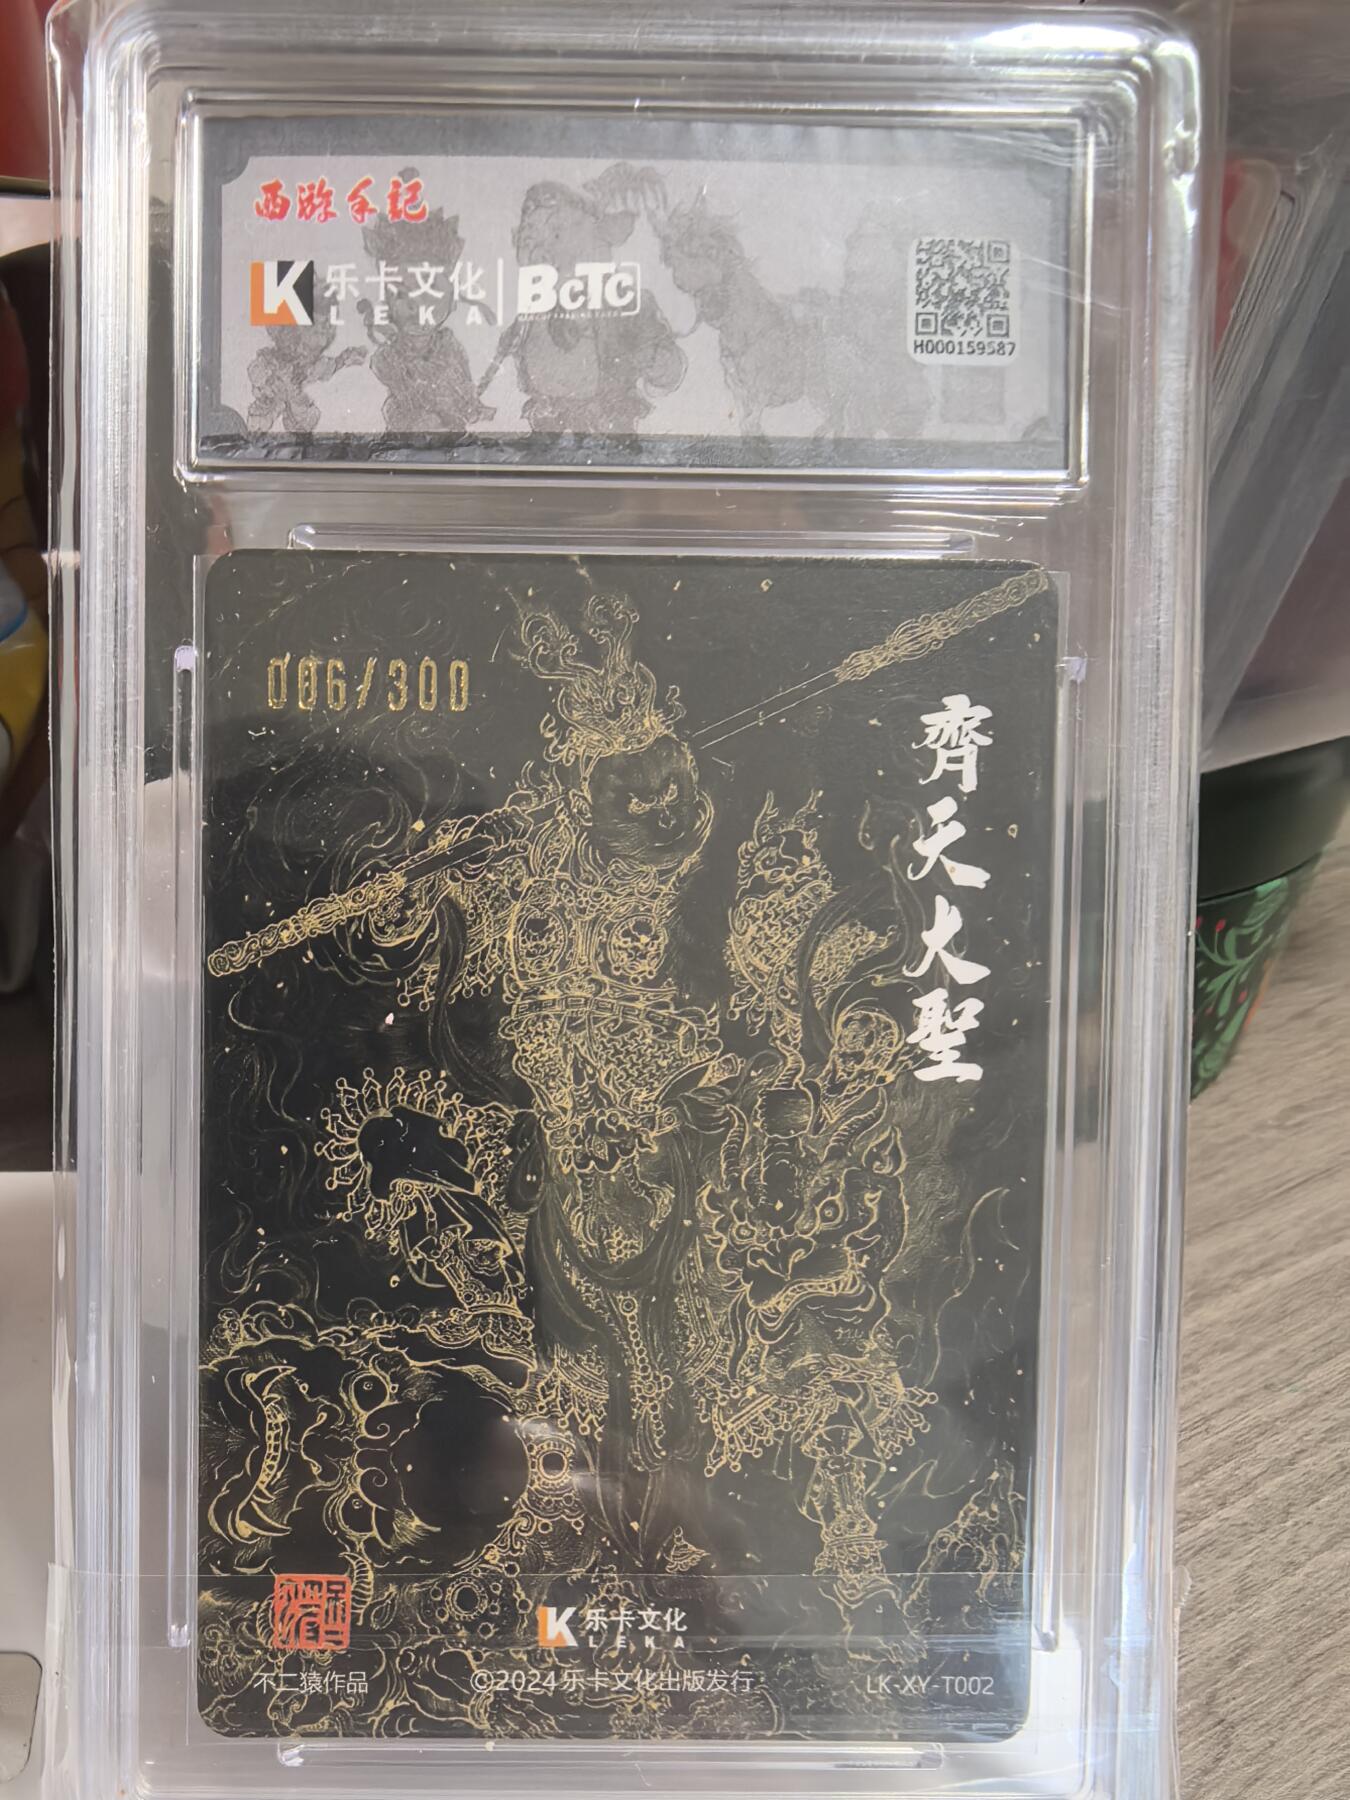 西游手記
乐卡文化
LEKA
BCTC
H000159587
006/300
齊天大聖
乐卡文化
LEKA
不二猿作品
©2024乐卡文化出版发行
LK-XY-T002